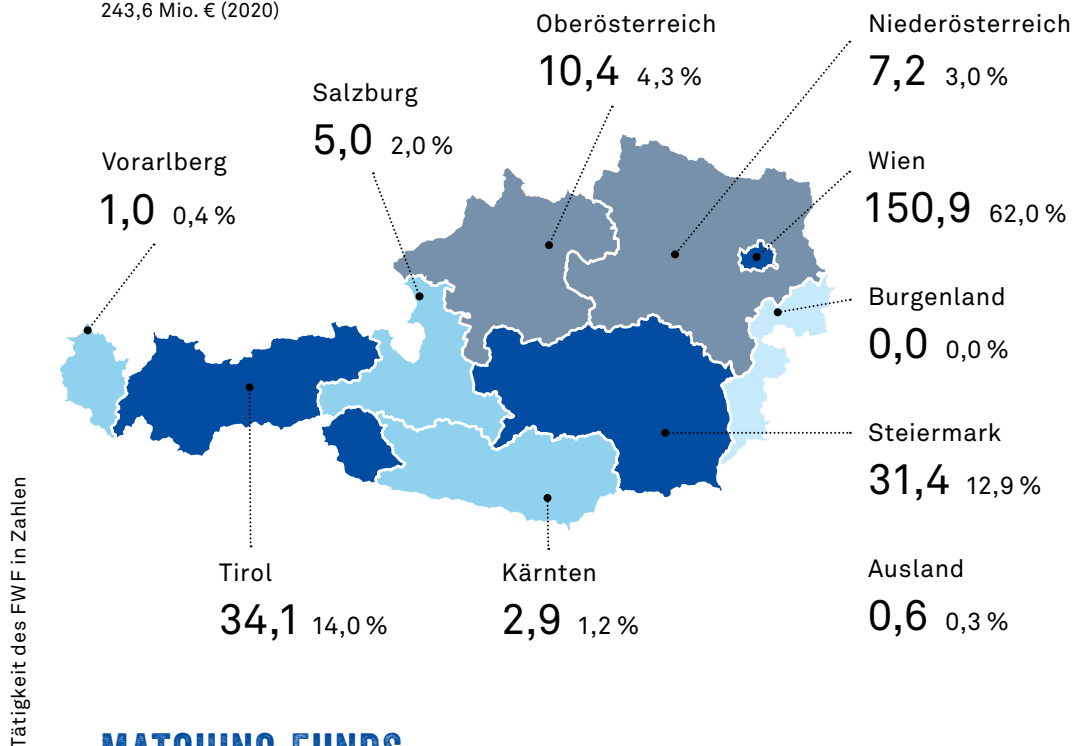 243,6 Mio. € (2020)
Oberösterreich
10,4 4,3 %
Niederösterreich
7,2 3,0 %
Salzburg
5,0 2,0 %
Vorarlberg
1,0 0,4 %
Wien
150,9 62,0 %
Burgenland
0,0 0,0 %
Steiermark
31,4 12,9 %
Ausland
0,6 0,3 %
Tirol
34,1 14,0 %
Kärnten
2,9 1,2 %
Tätigkeit des FWF in Zahlen
MATCHING-FUNDS